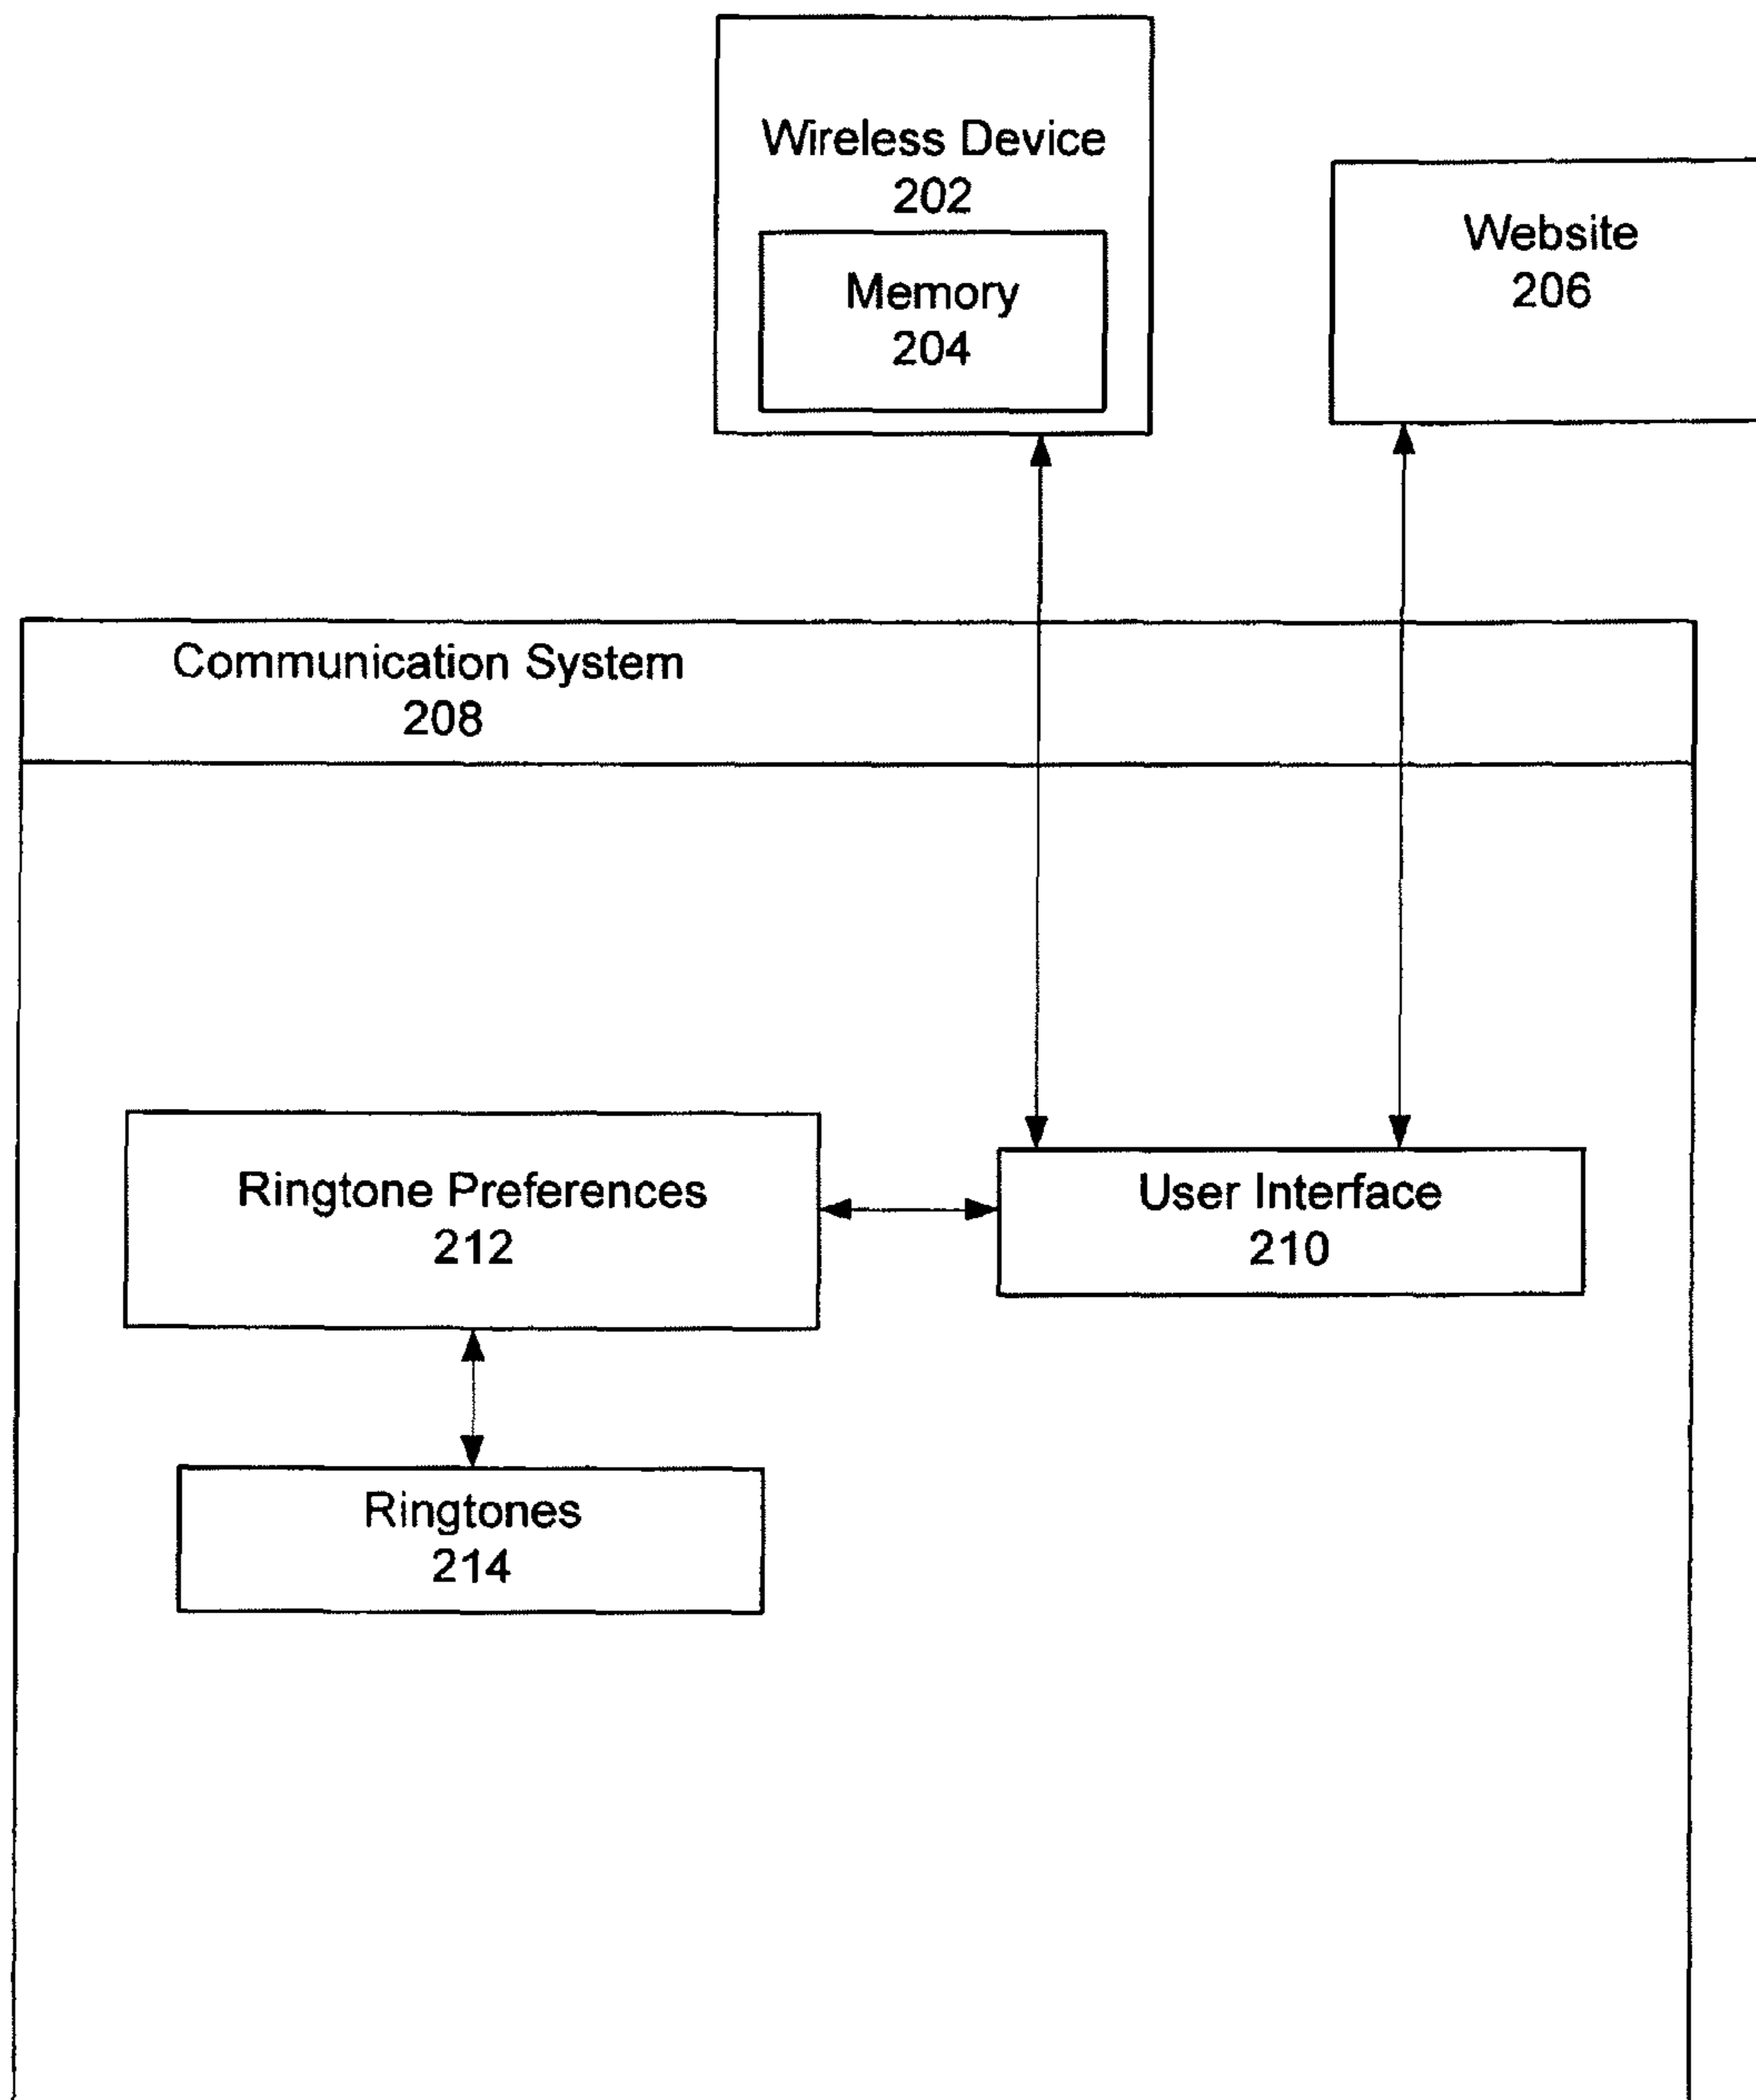 Wireless Device
202
Memory
204
Website
206
Communication System
208
Ringtone Preferences
212
User Interface
210
Ringtones
214